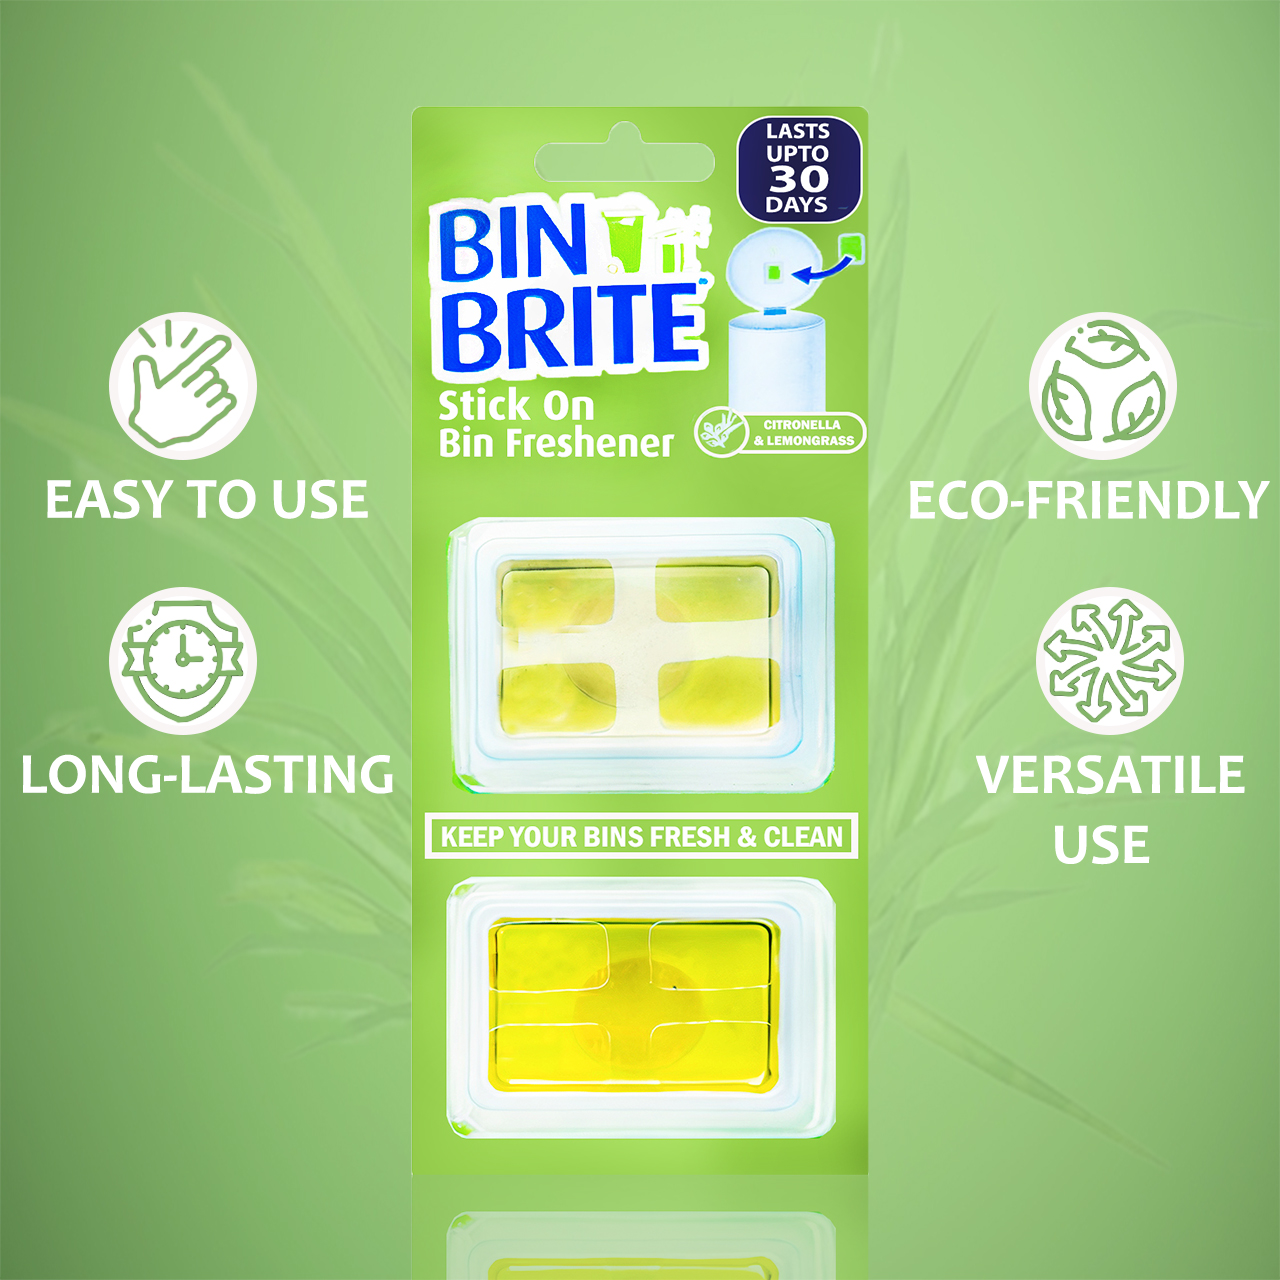 LASTS
UPTO
30
DAYS
BIN
BRITE
Stick On
Bin Freshener
CITRONELLA
& LEMONGRASS
EASY TO USE
ECO-FRIENDLY
LONG-LASTING
VERSATILE
USE
KEEP YOUR BINS FRESH & CLEAN